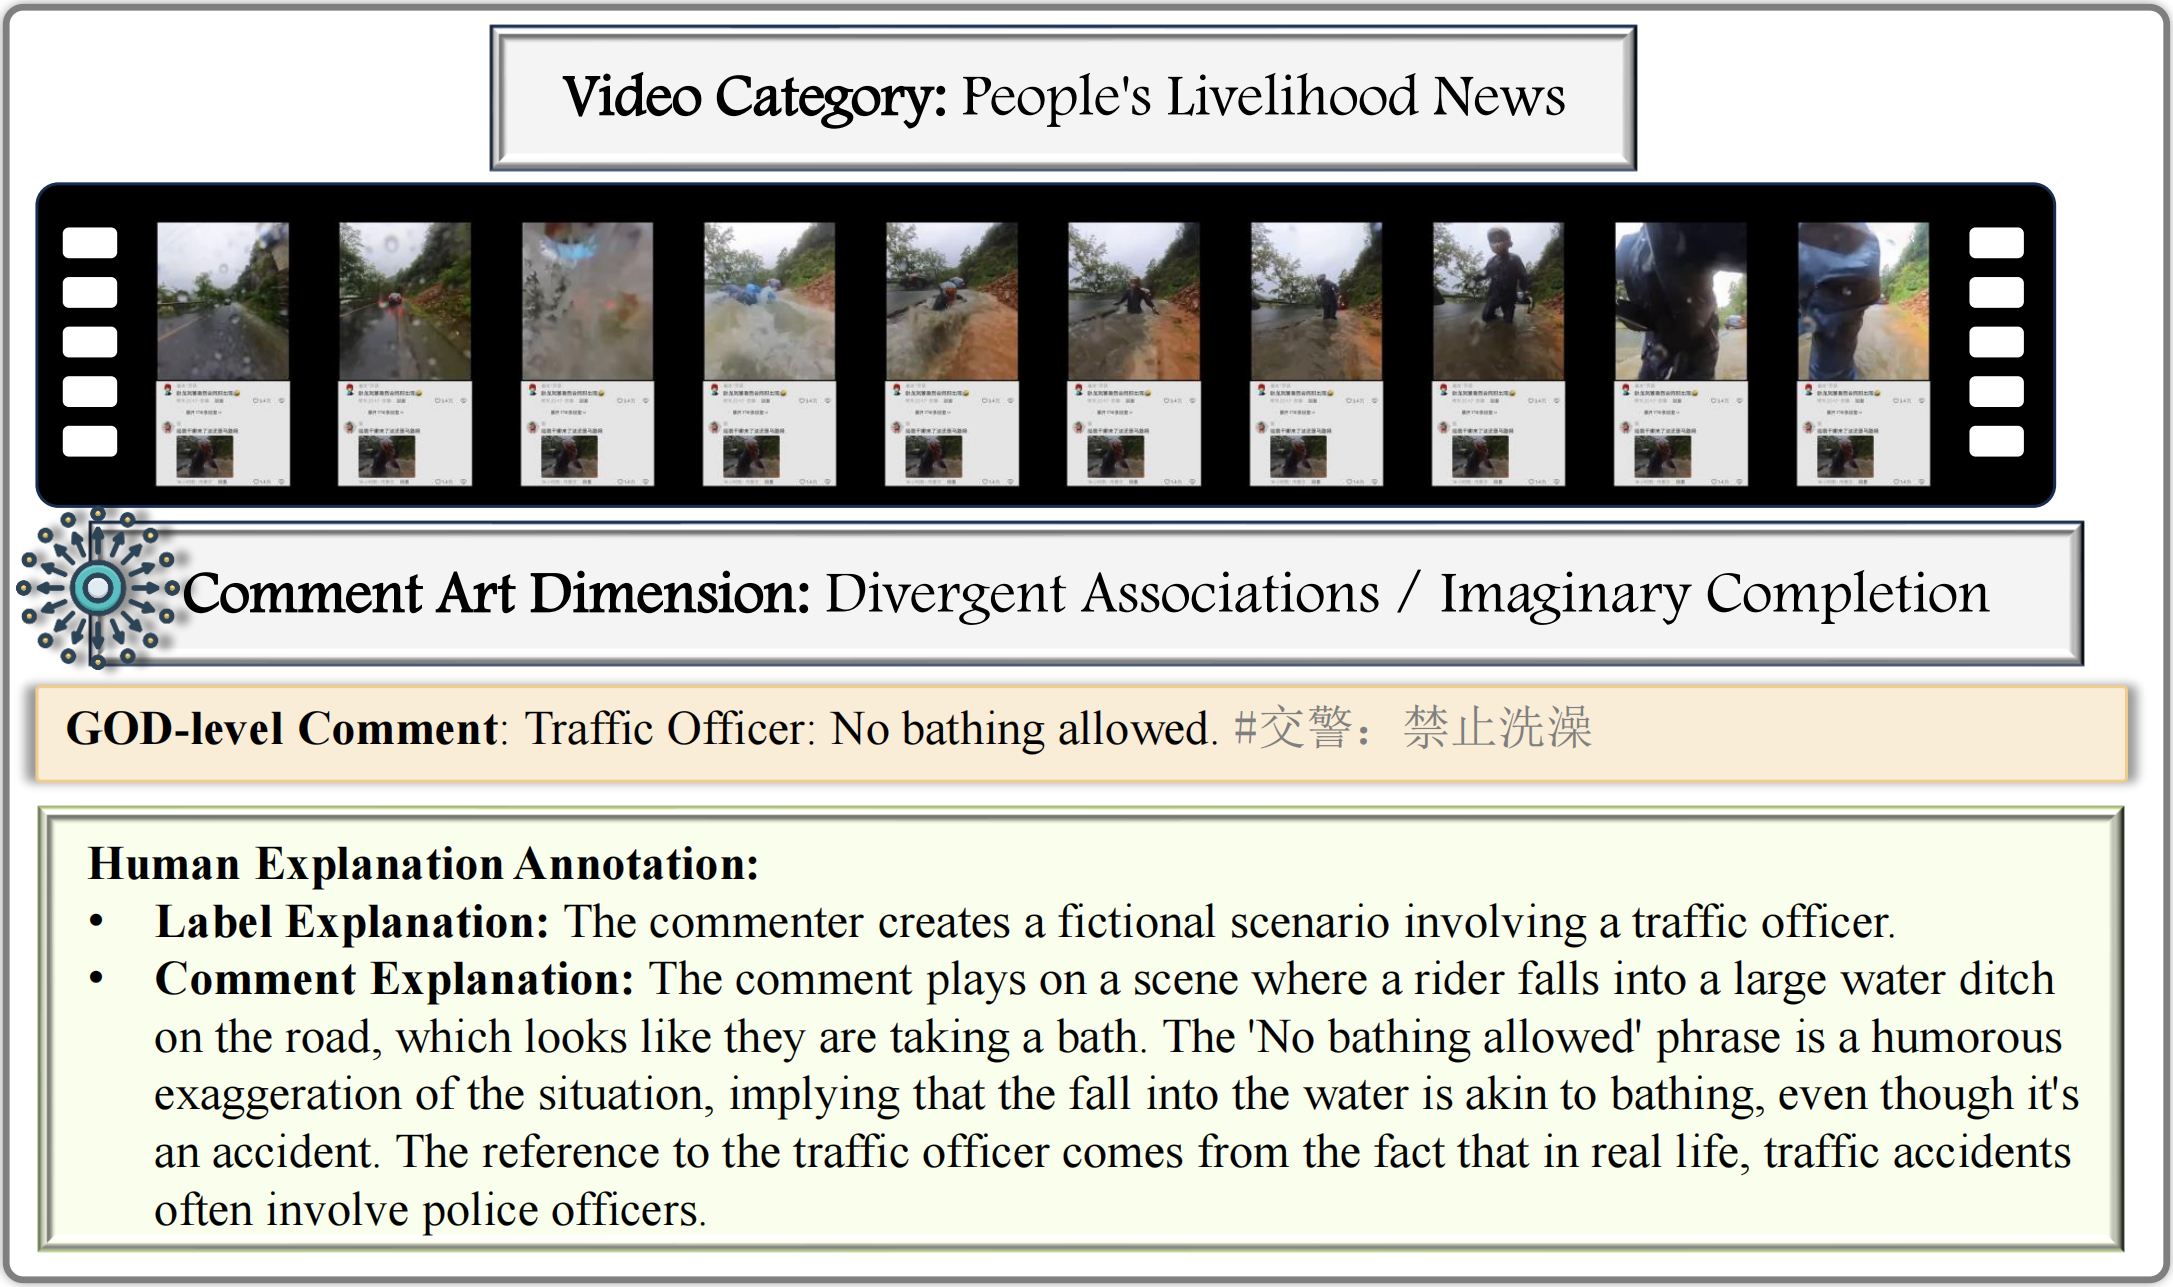 Video Category: People's Livelihood News
Comment Art Dimension: Divergent Associations / Imaginary Completion
GOD-level Comment: Traffic Officer: No bathing allowed. #交警：禁止洗澡
Human Explanation Annotation:
• Label Explanation: The commenter creates a fictional scenario involving a traffic officer.
• Comment Explanation: The comment plays on a scene where a rider falls into a large water ditch
on the road, which looks like they are taking a bath. The 'No bathing allowed' phrase is a humorous
exaggeration of the situation, implying that the fall into the water is akin to bathing, even though it's
an accident. The reference to the traffic officer comes from the fact that in real life, traffic accidents
often involve police officers.